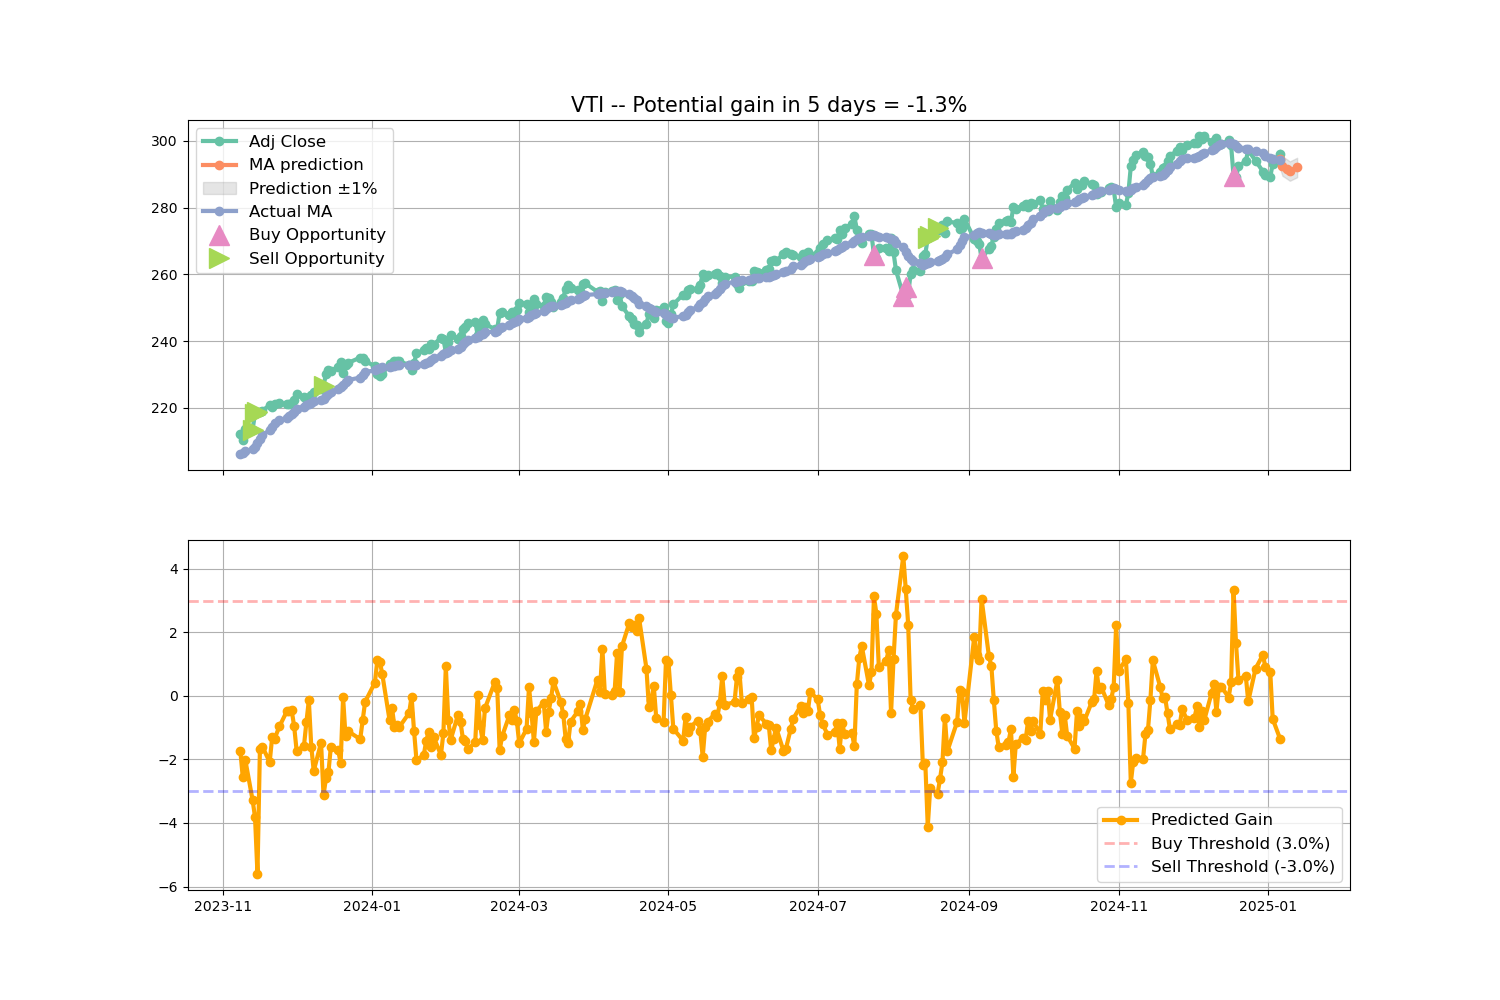 VTI -- Potential gain in 5 days = -1.3%
300
280
260
240
220
Adj Close
MA prediction
Prediction ±1%
Actual MA
Buy Opportunity
Sell Opportunity
4
2
0
−2
−4
−6
Predicted Gain
Buy Threshold (3.0%)
Sell Threshold (-3.0%)
2023-11 2024-01 2024-03 2024-05 2024-07 2024-09 2024-11 2025-01